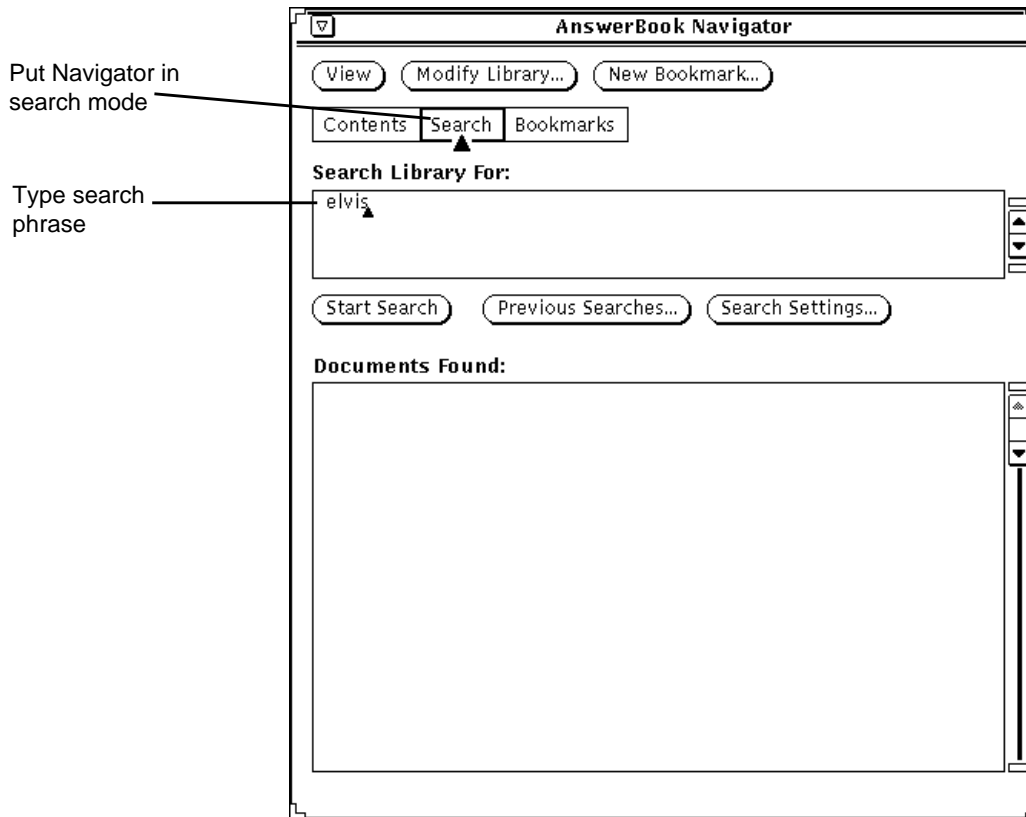 AnswerBook Navigator
View Modify Library... New Bookmark...
Put Navigator in
search mode
Contents Search Bookmarks
Search Library For:
Type search
phrase
elvis
Start Search Previous Searches... Search Settings...
Documents Found: